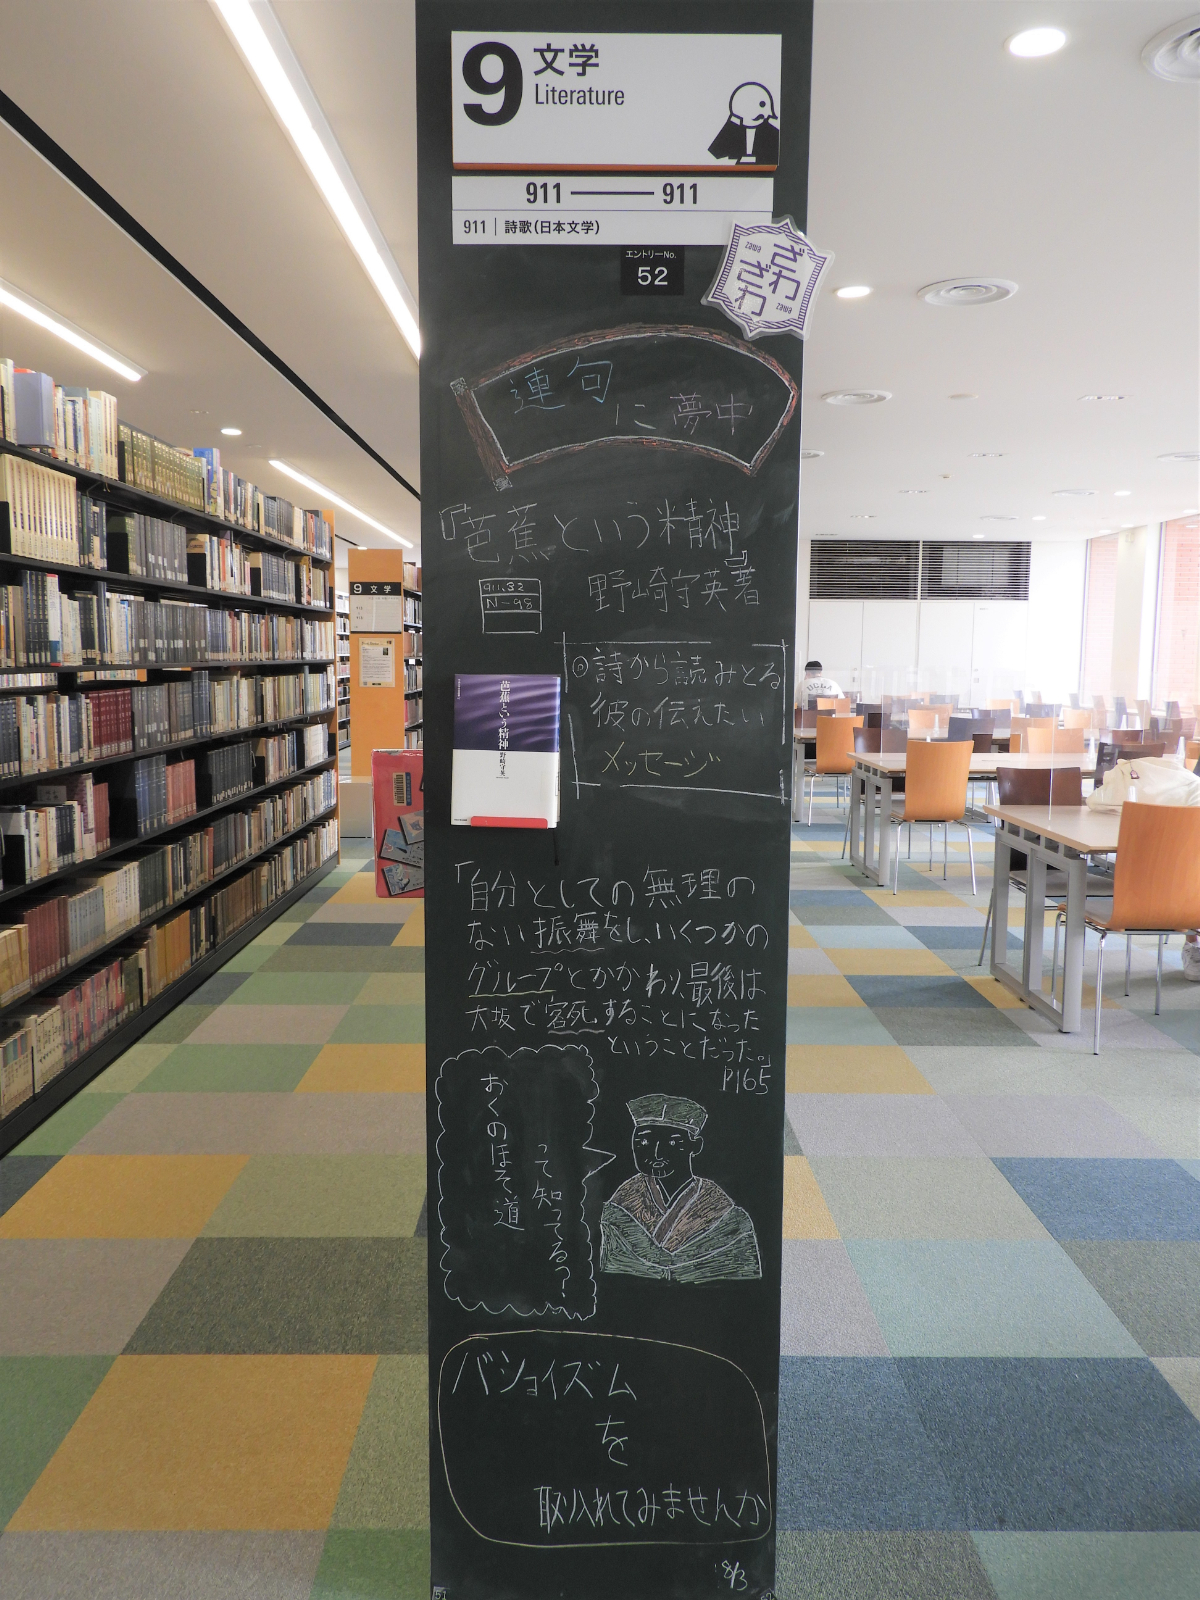 9
文学
Literature
911 — 911
911 | 詩歌(日本文学)
エントリーNo.
52
zawa
ざわ
ざわ
zawa
連句
に夢中
『芭蕉という精神』
野崎守英著
911.32
N-98
◎詩から読みとる
彼の伝えたい
メッセージ
芭蕉という精神
野崎守英
「自分としての無理の
ない振舞をし、いくつかの
グループとかかわり、最後は
大坂で客死することになった
ということだった。」
P165
おくのほそ道
って知ってる?
バショイズム
を
取り入れてみませんか
8/3
51
9 文学
UCLA